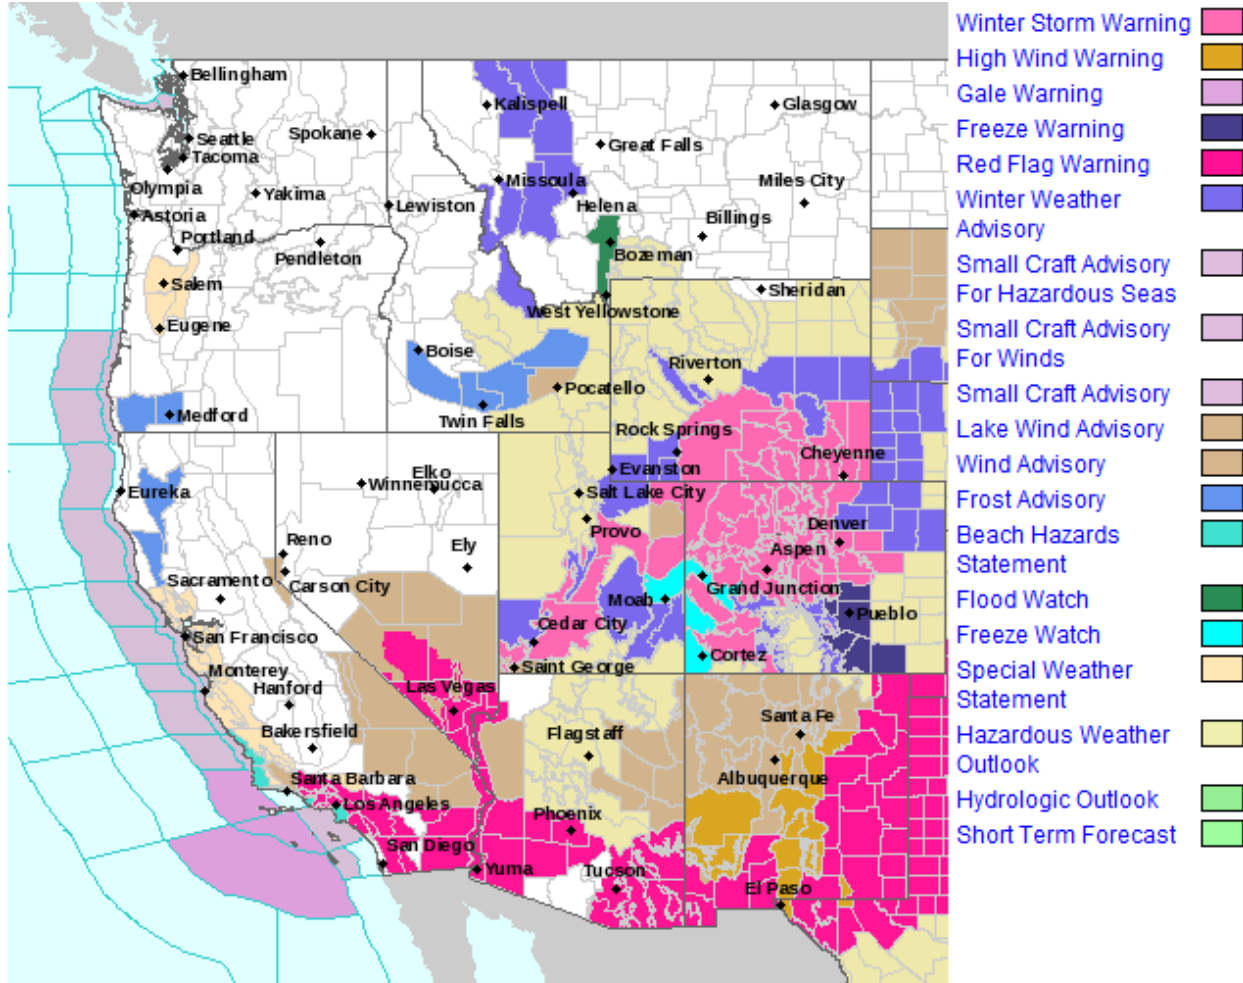 Bellingham
Seattle
Tacoma
Olympia
Spokane
Yakima
Astoria
Portland
Pendleton
Lewiston
Salem
Eugene
Medford
Kalispell
Glasgow
Great Falls
Missoula
Helena
Miles City
Billings
Bozeman
West Yellowstone
Sheridan
Boise
Pocatello
Twin Falls
Riverton
Rock Springs
Cheyenne
Evanston
Eureka
Winnemucca
Elko
Reno
Ely
Carson City
Sacramento
San Francisco
Monterey
Hanford
Bakersfield
Santa Barbara
Los Angeles
San Diego
Las Vegas
Salt Lake City
Provo
Moab
Cedar City
Saint George
Denver
Aspen
Grand Junction
Pueblo
Cortez
Flagstaff
Phoenix
Yuma
Tucson
Santa Fe
Albuquerque
El Paso
Winter Storm Warning
High Wind Warning
Gale Warning
Freeze Warning
Red Flag Warning
Winter Weather
Advisory
Small Craft Advisory
For Hazardous Seas
Small Craft Advisory
For Winds
Small Craft Advisory
Lake Wind Advisory
Wind Advisory
Frost Advisory
Beach Hazards
Statement
Flood Watch
Freeze Watch
Special Weather
Statement
Hazardous Weather
Outlook
Hydrologic Outlook
Short Term Forecast